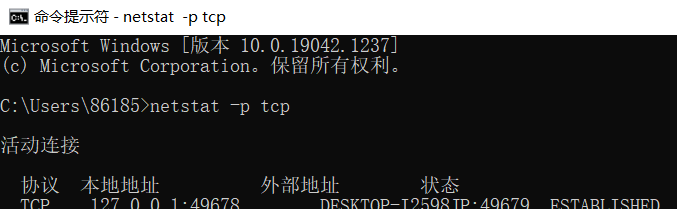 命令提示符 - netstat -p tcp
Microsoft Windows [版本 10.0.19042.1237]
(c) Microsoft Corporation。保留所有权利。
C:\Users\86185>netstat -p tcp
活动连接
协议 本地地址 外部地址 状态
TCP 127.0.0.1:49678 DESKTOP-I2598JP:49679 ESTABLISHED